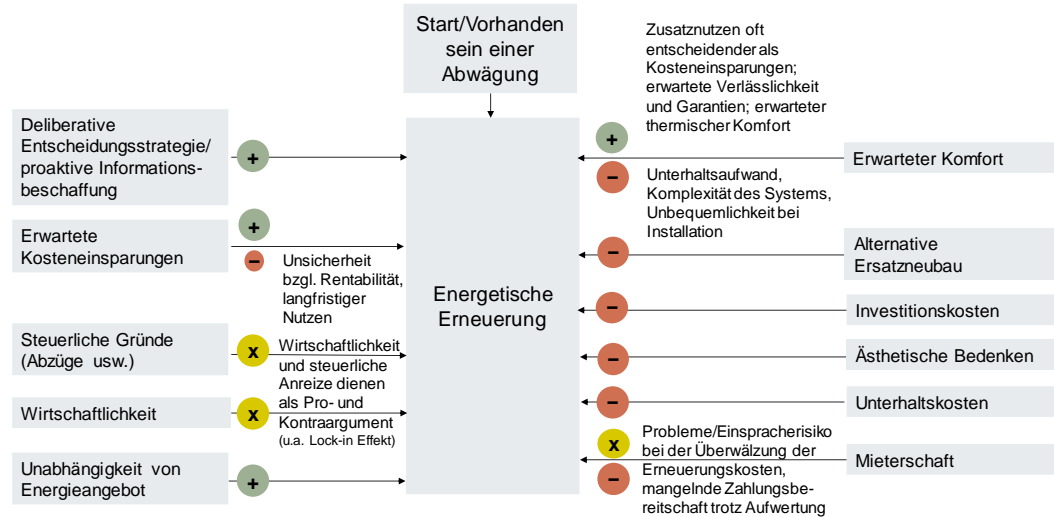 Start/Vorhanden
sein einer
Abwägung
Deliberative
Entscheidungsstrategie/
proaktive Informations-
beschaffung
+
Erwartete
Kosteneinsparungen
+
–
Unsicherheit
bzgl. Rentabilität,
langfristiger
Nutzen
Steuerliche Gründe
(Abzüge usw.)
x
Wirtschaftlichkeit
und steuerliche
Anreize dienen
als Pro- und
Kontraargument
(u.a. Lock-in Effekt)
Wirtschaftlichkeit
x
Unabhängigkeit von
Energieangebot
+
Energetische
Erneuerung
Zusatznutzen oft
entscheidender als
Kosteneinsparungen;
erwartete Verlässlichkeit
und Garantien; erwarteter
thermischer Komfort
+
–
Unterhaltsaufwand,
Komplexität des Systems,
Unbequemlichkeit bei
Installation
Erwarteter Komfort
–
Alternative
Ersatzneubau
–
Investitionskosten
–
Ästhetische Bedenken
–
Unterhaltskosten
x
–
Probleme/Einspracherisiko
bei der Überwälzung der
Erneuerungskosten,
mangelnde Zahlungsbe-
reitschaft trotz Aufwertung
Mieterschaft